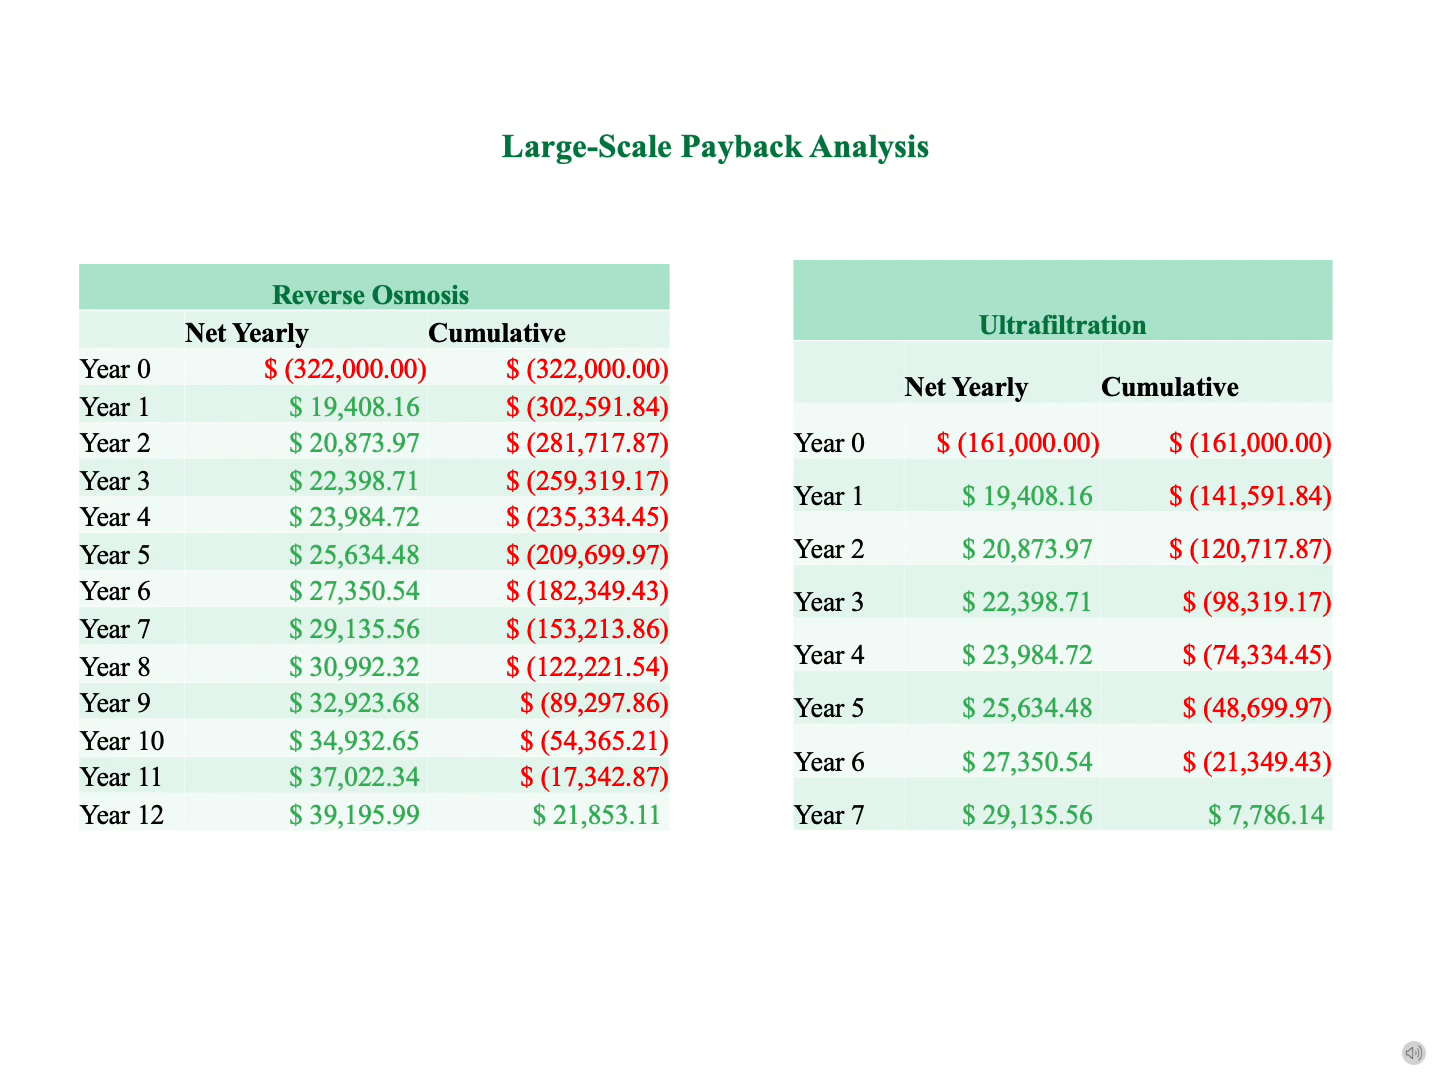 Large-Scale Payback Analysis
Reverse Osmosis
Net Yearly Cumulative
Year 0 $ (322,000.00) $ (322,000.00)
Year 1 $ 19,408.16 $ (302,591.84)
Year 2 $ 20,873.97 $ (281,717.87)
Year 3 $ 22,398.71 $ (259,319.17)
Year 4 $ 23,984.72 $ (235,334.45)
Year 5 $ 25,634.48 $ (209,699.97)
Year 6 $ 27,350.54 $ (182,349.43)
Year 7 $ 29,135.56 $ (153,213.86)
Year 8 $ 30,992.32 $ (122,221.54)
Year 9 $ 32,923.68 $ (89,297.86)
Year 10 $ 34,932.65 $ (54,365.21)
Year 11 $ 37,022.34 $ (17,342.87)
Year 12 $ 39,195.99 $ 21,853.11
Ultrafiltration
Net Yearly Cumulative
Year 0 $ (161,000.00) $ (161,000.00)
Year 1 $ 19,408.16 $ (141,591.84)
Year 2 $ 20,873.97 $ (120,717.87)
Year 3 $ 22,398.71 $ (98,319.17)
Year 4 $ 23,984.72 $ (74,334.45)
Year 5 $ 25,634.48 $ (48,699.97)
Year 6 $ 27,350.54 $ (21,349.43)
Year 7 $ 29,135.56 $ 7,786.14